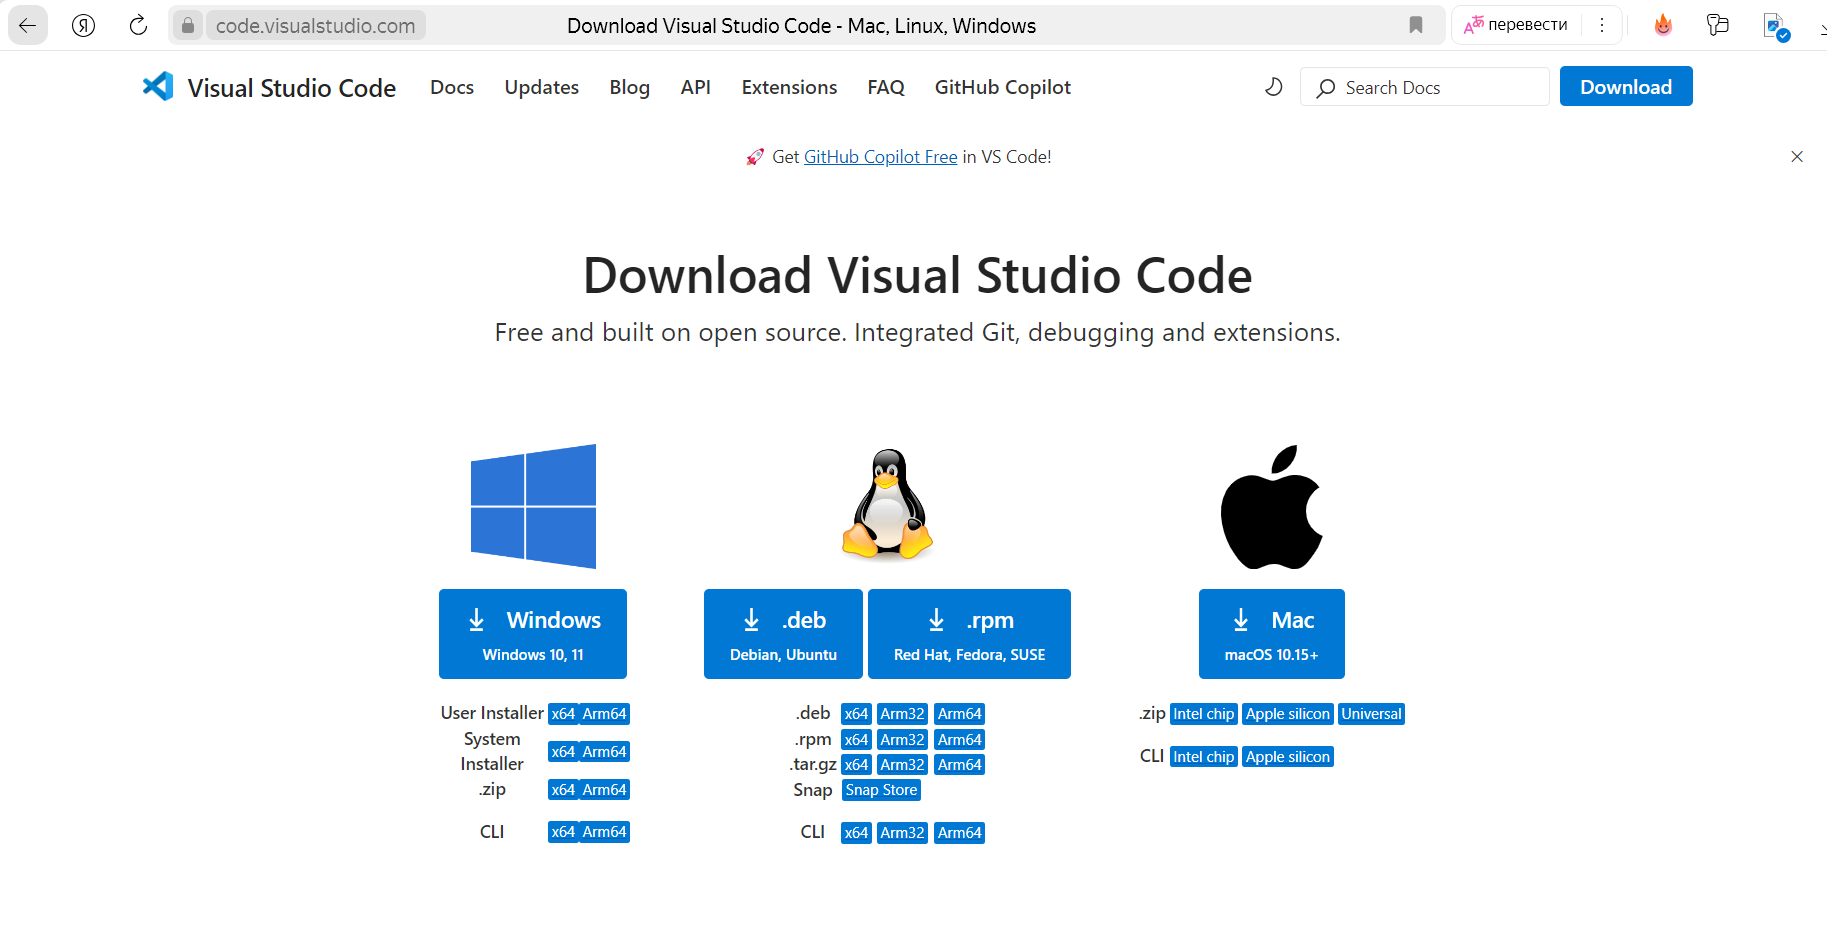 code.visualstudio.com Download Visual Studio Code - Mac, Linux, Windows перевести
Visual Studio Code Docs Updates Blog API Extensions FAQ GitHub Copilot Search Docs Download
Get GitHub Copilot Free in VS Code!
Download Visual Studio Code
Free and built on open source. Integrated Git, debugging and extensions.
Windows
Windows 10, 11
User Installer x64 Arm64
System
Installer x64 Arm64
.zip x64 Arm64
CLI x64 Arm64
.deb
Debian, Ubuntu
.rpm
Red Hat, Fedora, SUSE
.deb x64 Arm32 Arm64
.rpm x64 Arm32 Arm64
.tar.gz x64 Arm32 Arm64
Snap Snap Store
CLI x64 Arm32 Arm64
Mac
macOS 10.15+
.zip Intel chip Apple silicon Universal
CLI Intel chip Apple silicon